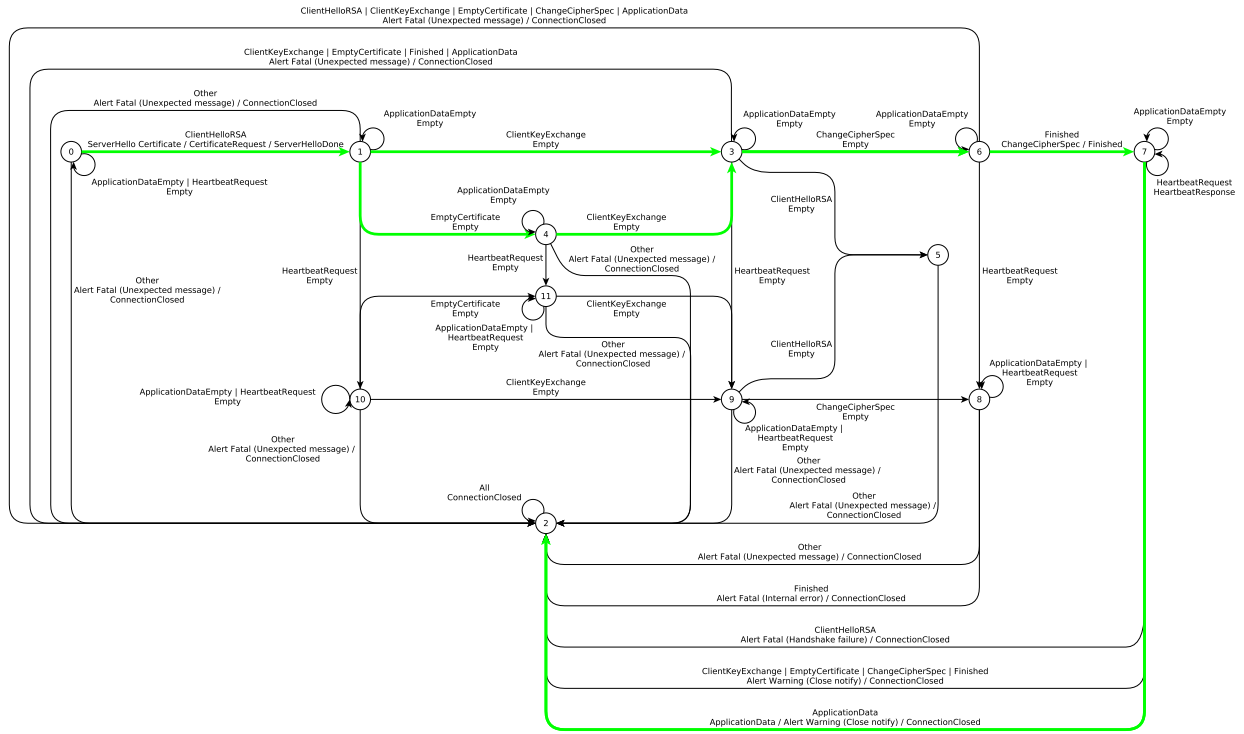 ClientHelloRSA | ClientKeyExchange | EmptyCertificate | ChangeCipherSpec | ApplicationData
Alert Fatal (Unexpected message) / ConnectionClosed
ClientKeyExchange | EmptyCertificate | Finished | ApplicationData
Alert Fatal (Unexpected message) / ConnectionClosed
Other
Alert Fatal (Unexpected message) / ConnectionClosed
ClientHelloRSA
ServerHello Certificate / CertificateRequest / ServerHelloDone
ApplicationDataEmpty
Empty
ClientKeyExchange
Empty
ApplicationDataEmpty
Empty
ChangeCipherSpec
Empty
ApplicationDataEmpty
Empty
Finished
ChangeCipherSpec / Finished
ApplicationDataEmpty
Empty
0
1
3
6
7
ApplicationDataEmpty | HeartbeatRequest
Empty
HeartbeatRequest
HeartbeatResponse
ApplicationDataEmpty
Empty
EmptyCertificate
Empty
4
ClientKeyExchange
Empty
ClientHelloRSA
Empty
Other
Alert Fatal (Unexpected message) /
ConnectionClosed
HeartbeatRequest
Empty
Other
Alert Fatal (Unexpected message) /
ConnectionClosed
HeartbeatRequest
Empty
HeartbeatRequest
Empty
5
HeartbeatRequest
Empty
11
EmptyCertificate
Empty
ClientKeyExchange
Empty
ApplicationDataEmpty |
HeartbeatRequest
Empty
Other
Alert Fatal (Unexpected message) /
ConnectionClosed
ClientHelloRSA
Empty
ApplicationDataEmpty | HeartbeatRequest
Empty
10
ClientKeyExchange
Empty
9
ChangeCipherSpec
Empty
8
ApplicationDataEmpty |
HeartbeatRequest
Empty
ApplicationDataEmpty |
HeartbeatRequest
Empty
Other
Alert Fatal (Unexpected message) /
ConnectionClosed
Other
Alert Fatal (Unexpected message) /
ConnectionClosed
All
ConnectionClosed
Other
Alert Fatal (Unexpected message) /
ConnectionClosed
2
Other
Alert Fatal (Unexpected message) / ConnectionClosed
Finished
Alert Fatal (Internal error) / ConnectionClosed
ClientHelloRSA
Alert Fatal (Handshake failure) / ConnectionClosed
ClientKeyExchange | EmptyCertificate | ChangeCipherSpec | Finished
Alert Warning (Close notify) / ConnectionClosed
ApplicationData
ApplicationData / Alert Warning (Close notify) / ConnectionClosed